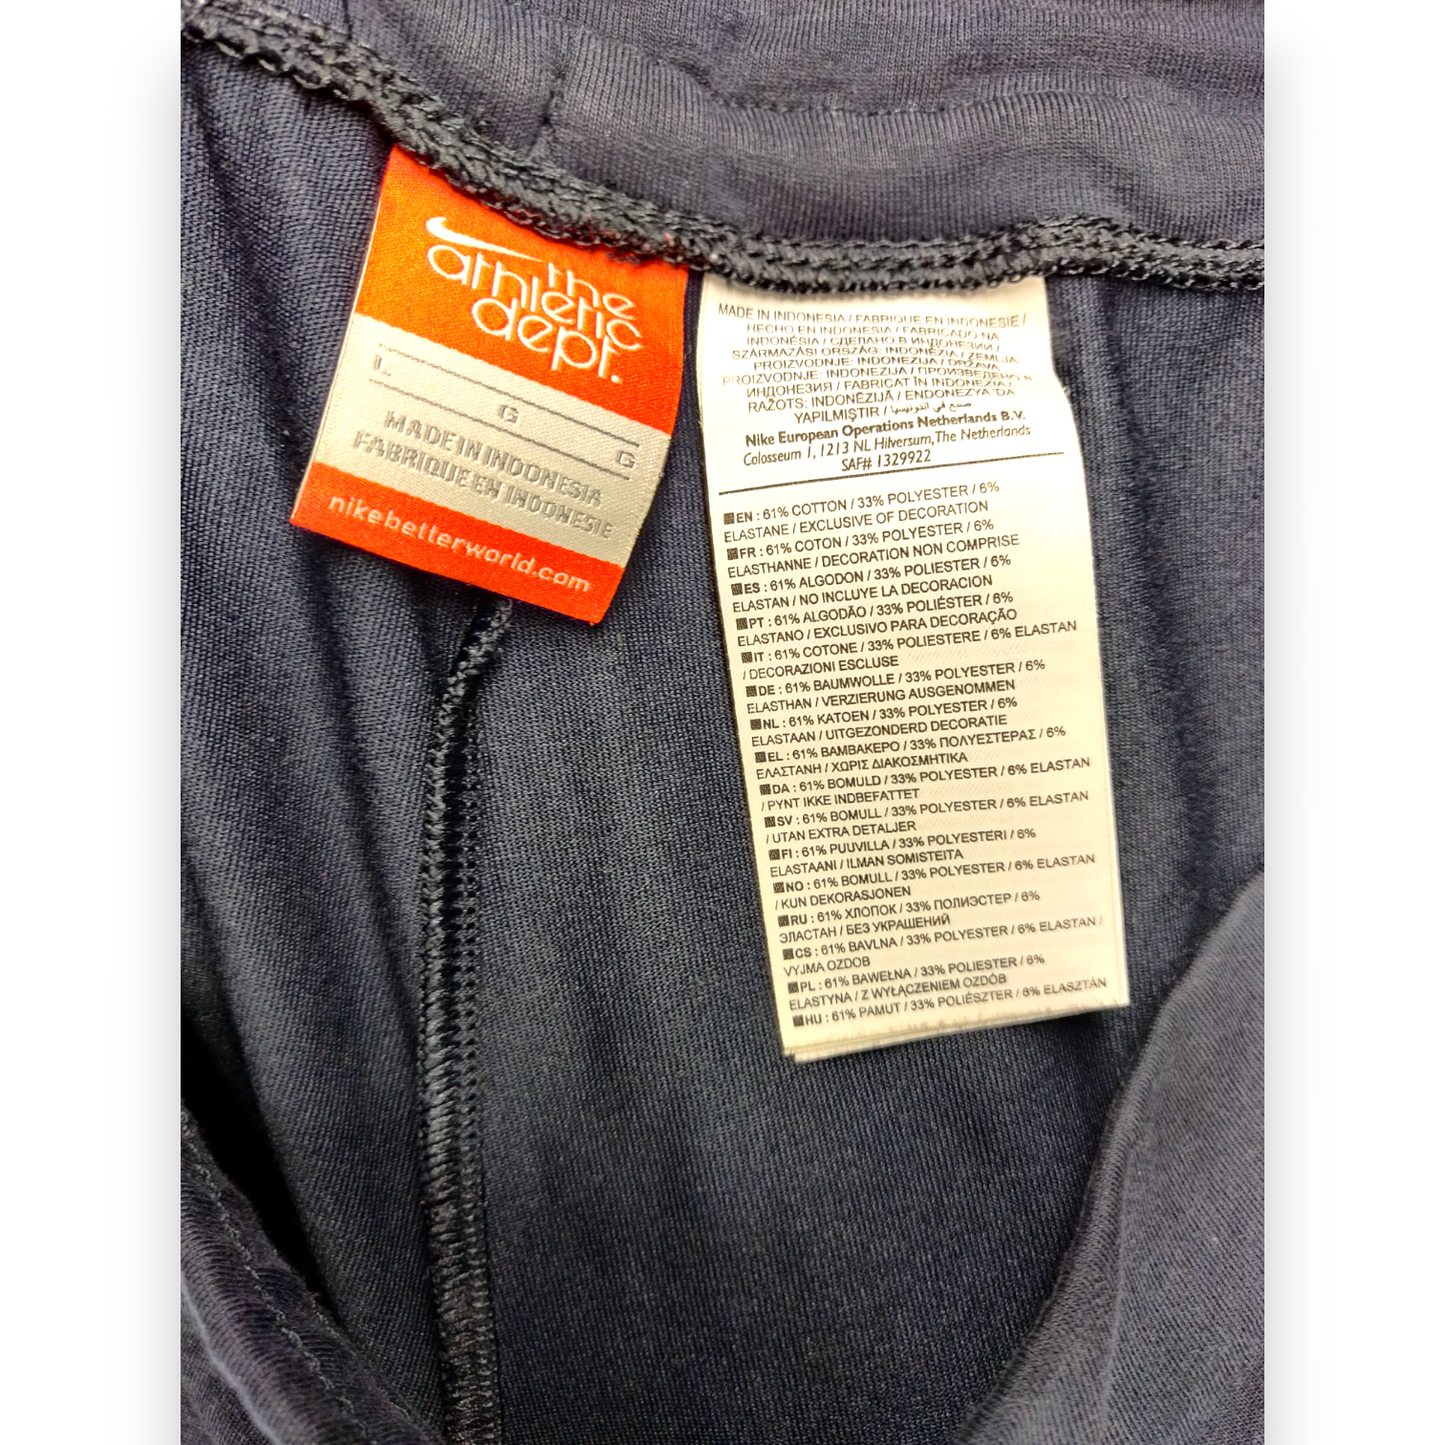 the
athletic
dept.
L
G
G
MADE IN INDONESIA
FABRIQUE EN INDONESIE
nikebetterworld.com
MADE IN INDONESIA / FABRIQUE EN INDONESIE /
HECHO EN INDONESIA / FABRICADO NA
INDONÉSIA / СДЕЛАНО В ИНДОНЕЗИИ /
SZÁRMAZÁSI ORSZÁG: INDONÉZIA / ZEMLJA
PROIZVODNJE: INDONEZIJA / DRŽAVA
PROIZVODNJE: INDONEZIJA / ПРОИЗВЕДЕНО В
ИНДОНЕЗИЯ / FABRICAT ÎN INDONEZIA /
RAŽOTS: INDONĒZIJĀ / ENDONEZYA'DA
YAPILMIŞTIR / صنع في اندونيسيا
Nike European Operations Netherlands B.V.
Colosseum 1, 1213 NL Hilversum, The Netherlands
SAF# 1329922
EN : 61% COTTON / 33% POLYESTER / 6%
ELASTANE / EXCLUSIVE OF DECORATION
FR : 61% COTON / 33% POLYESTER / 6%
ELASTHANNE / DECORATION NON COMPRISE
ES : 61% ALGODON / 33% POLIESTER / 6%
ELASTAN / NO INCLUYE LA DECORACION
PT : 61% ALGODÃO / 33% POLIÉSTER / 6%
ELASTANO / EXCLUSIVO PARA DECORAÇÃO
IT : 61% COTONE / 33% POLIESTERE / 6% ELASTAN
/ DECORAZIONI ESCLUSE
DE : 61% BAUMWOLLE / 33% POLYESTER / 6%
ELASTHAN / VERZIERUNG AUSGENOMMEN
NL : 61% KATOEN / 33% POLYESTER / 6%
ELASTAAN / UITGEZONDERD DECORATIE
EL : 61% ΒΑΜΒΑΚΕΡΟ / 33% ΠΟΛΥΕΣΤΕΡΑΣ / 6%
ΕΛΑΣΤΑΝΗ / ΧΩΡΙΣ ΔΙΑΚΟΣΜΗΤΙΚΑ
DA : 61% BOMULD / 33% POLYESTER / 6% ELASTAN
/ PYNT IKKE INDBEFATTET
SV : 61% BOMULL / 33% POLYESTER / 6% ELASTAN
/ UTAN EXTRA DETALJER
FI : 61% PUUVILLA / 33% POLYESTERI / 6%
ELASTAANI / ILMAN SOMISTEITA
NO : 61% BOMULL / 33% POLYESTER / 6% ELASTAN
/ KUN DEKORASJONEN
RU : 61% ХЛОПОК / 33% ПОЛИЭСТЕР / 6%
ЭЛАСТАН / БЕЗ УКРАШЕНИЙ
CS : 61% BAVLNA / 33% POLYESTER / 6% ELASTAN /
VYJMA OZDOB
PL : 61% BAWEŁNA / 33% POLIESTER / 6%
ELASTYNA / Z WYŁĄCZENIEM OZDÓB
HU : 61% PAMUT / 33% POLIÉSZTER / 6% ELASZTÁN